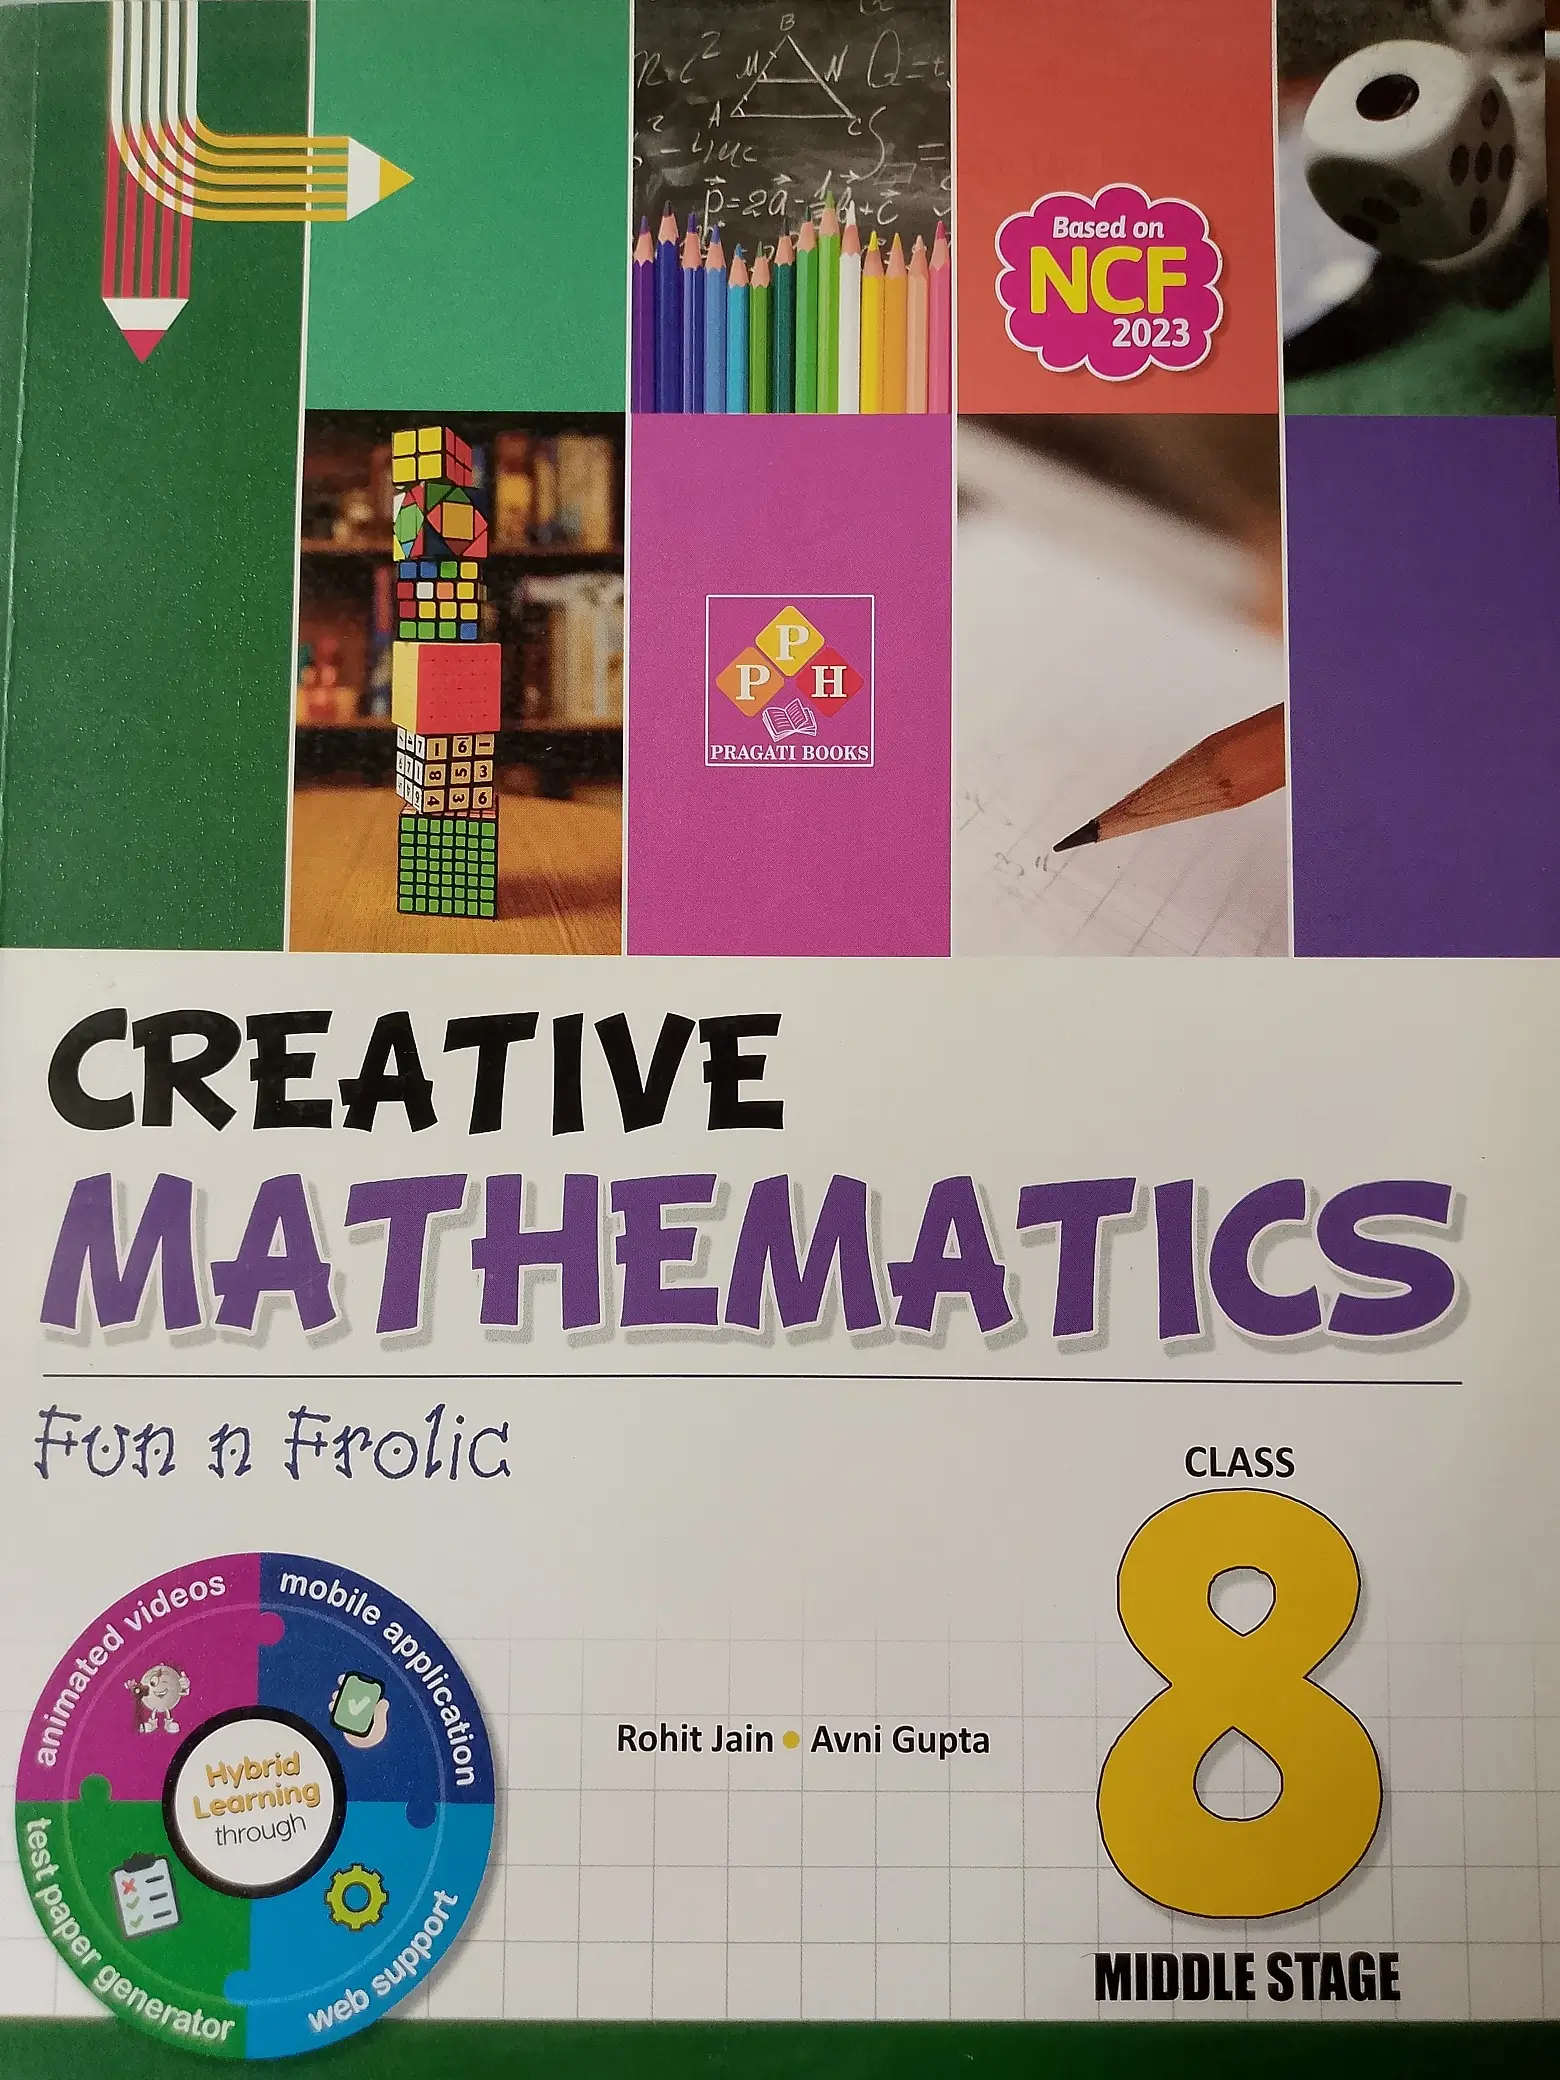 B
M N
A C
Based on
NCF
2023
P
P H
PRAGATI BOOKS
CREATIVE
MATHEMATICS
Fun n Frolic
CLASS
8
MIDDLE STAGE
Rohit Jain • Avni Gupta
animated videos
mobile application
Hybrid
Learning
through
test paper generator
web support